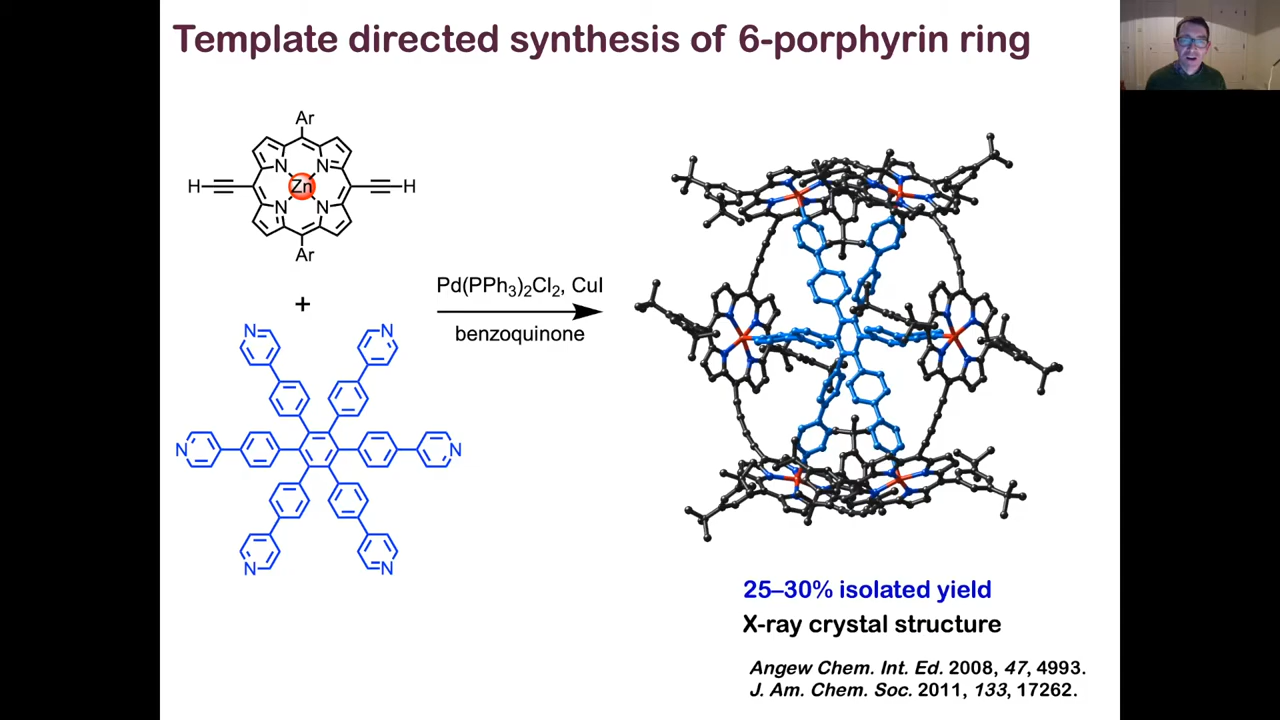 Template directed synthesis of 6-porphyrin ring
Ar
N N
H Zn H
N N
Ar
+
Pd(PPh₃)₂Cl₂, CuI
benzoquinone
N N
N N
N N
25–30% isolated yield
X-ray crystal structure
Angew Chem. Int. Ed. 2008, 47, 4993.
J. Am. Chem. Soc. 2011, 133, 17262.